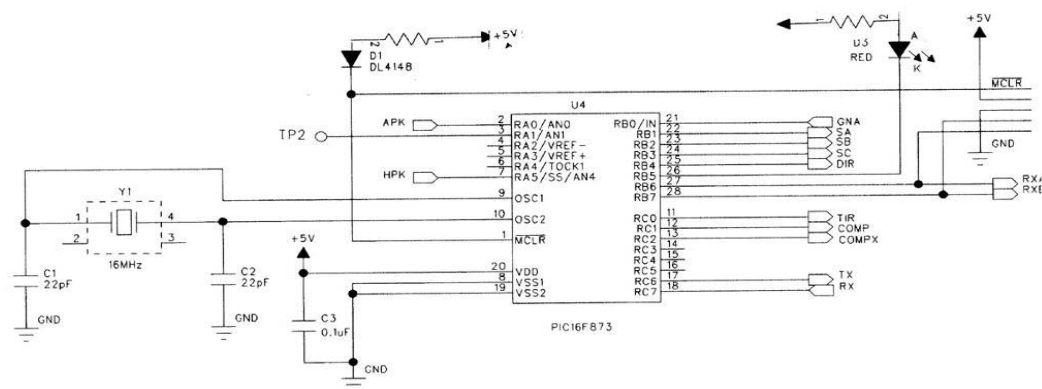 +5V
2
1
D1
DL4148
1
2
D3
RED
A
K
+5V
MCLR
GND
U4
APK
TP2
HPK
2 RA0/AN0
3 RA1/AN1
4 RA2/VREF-
5 RA3/VREF+
6 RA4/TOCK1
7 RA5/SS/AN4
9 OSC1
10 OSC2
1 MCLR
20 VDD
8 VSS1
19 VSS2
RB0/IN 21 GNA
RB1 22 SA
RB2 23 SB
RB3 24 SC
RB4 25 DIR
RB5 26
RB6 27 RXA
RB7 28
RC0 11 TIR
RC1 12 COMP
RC2 13 COMPX
RC3 14
RC4 15
RC5 16
RC6 17 TX
RC7 18 RX
PIC16F873
Y1
1
4
2
3
16MHz
C1
22pF
GND
C2
22pF
GND
+5V
C3
0.1uF
GND